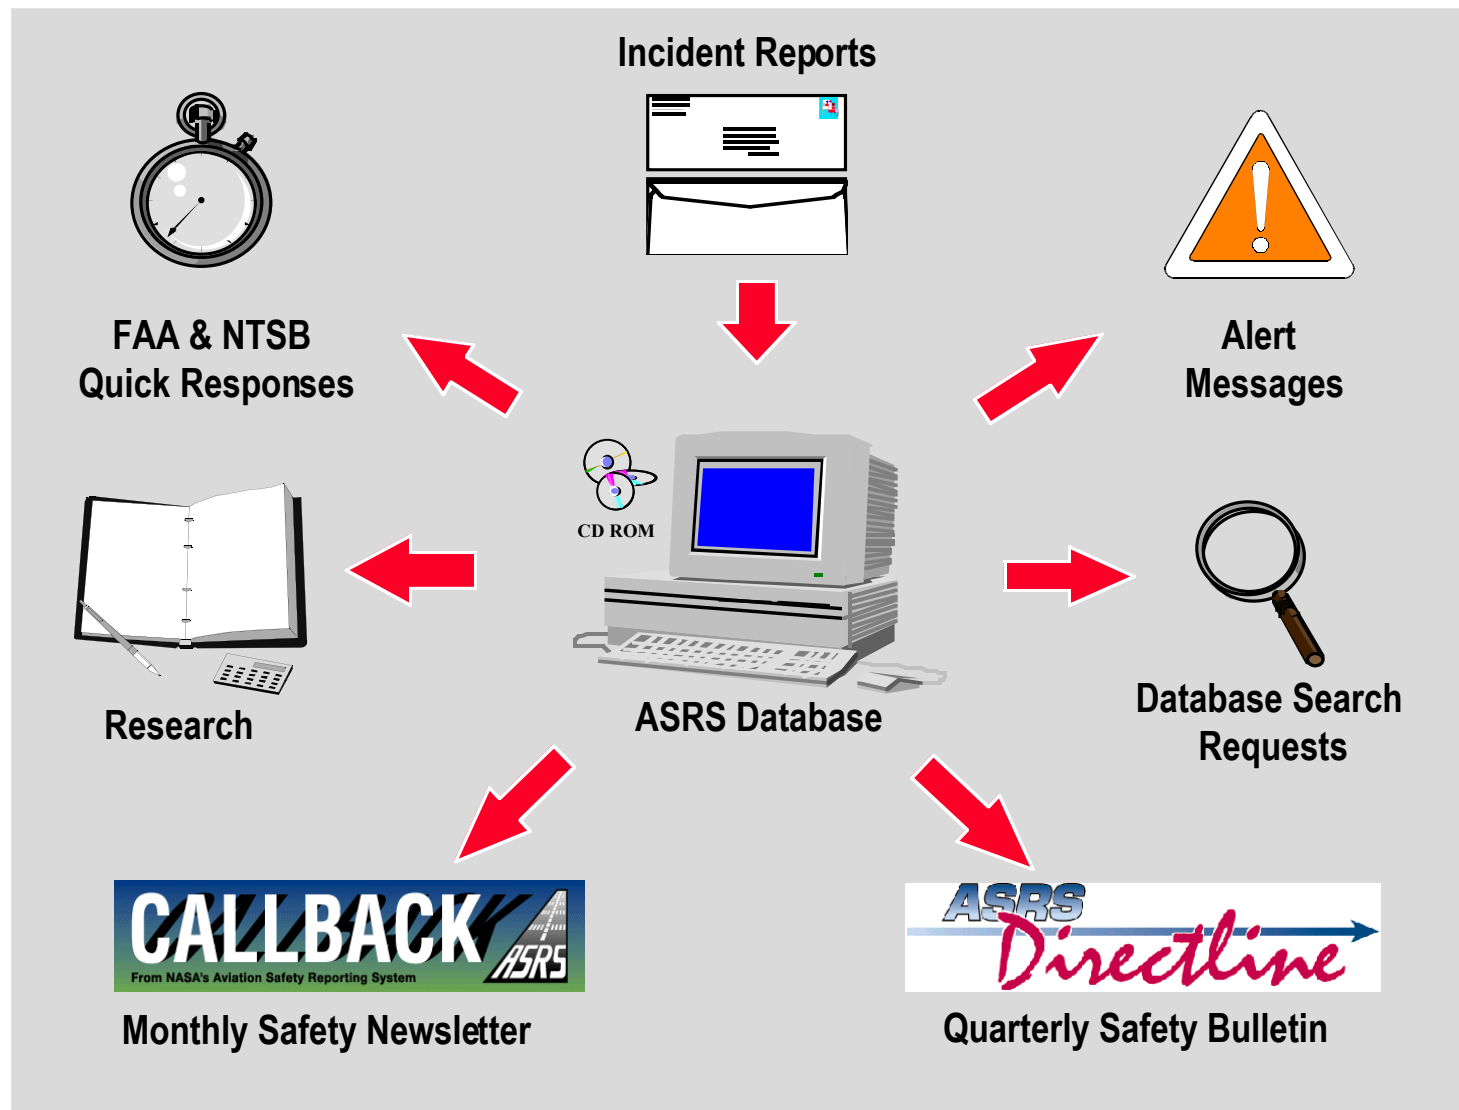 Incident Reports
FAA & NTSB
Quick Responses
Alert
Messages
CD ROM
Research
ASRS Database
Database Search
Requests
CALLBACK
ASRS
From NASA's Aviation Safety Reporting System
Monthly Safety Newsletter
ASRS
Directline
Quarterly Safety Bulletin